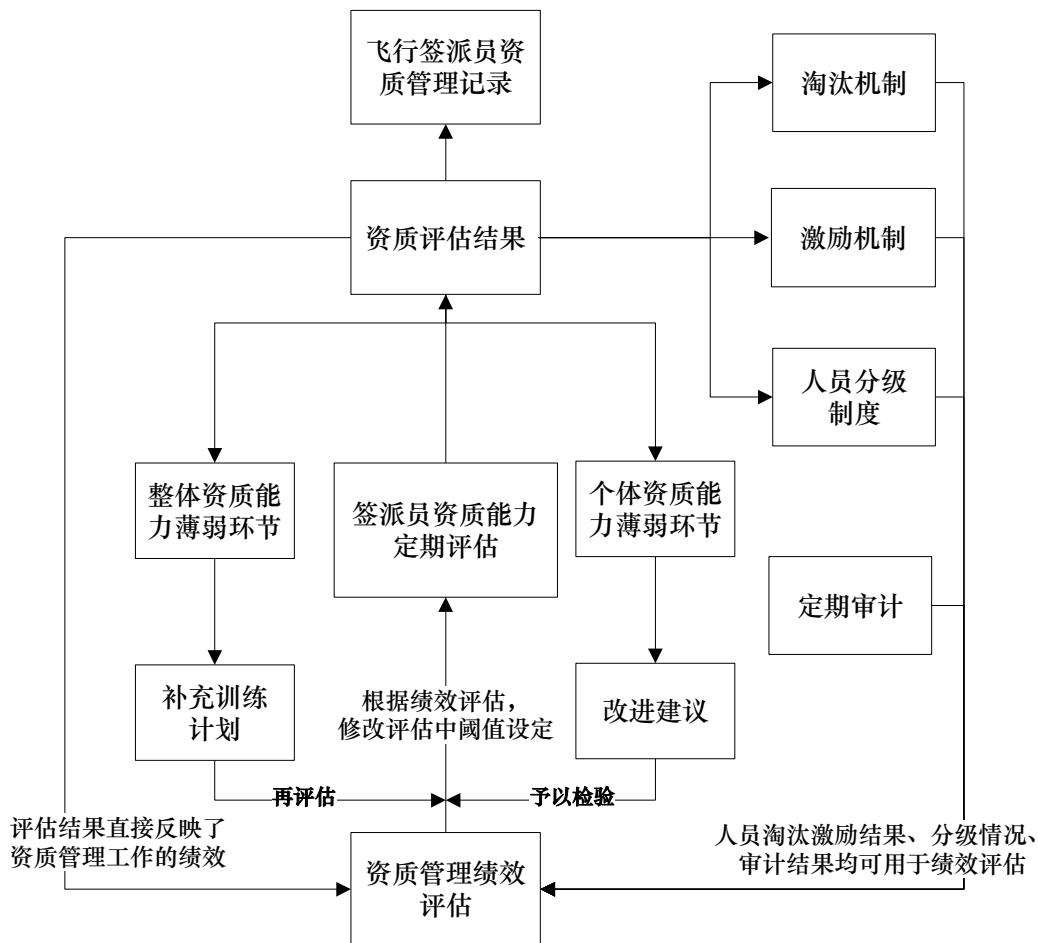 飞行签派员资
质管理记录
淘汰机制
资质评估结果
激励机制
人员分级
制度
整体资质能
力薄弱环节
签派员资质能力
定期评估
个体资质能
力薄弱环节
定期审计
补充训练
计划
根据绩效评估，
修改评估中阈值设定
改进建议
再评估
予以检验
评估结果直接反映了
资质管理工作的绩效
人员淘汰激励结果、分级情况、
审计结果均可用于绩效评估
资质管理绩效
评估